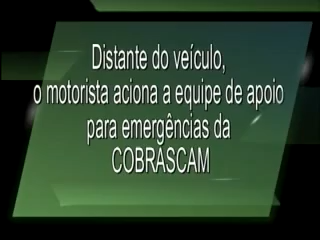 Distante do veículo,
o motorista aciona a equipe de apoio
para emergências da
COBRASCAM